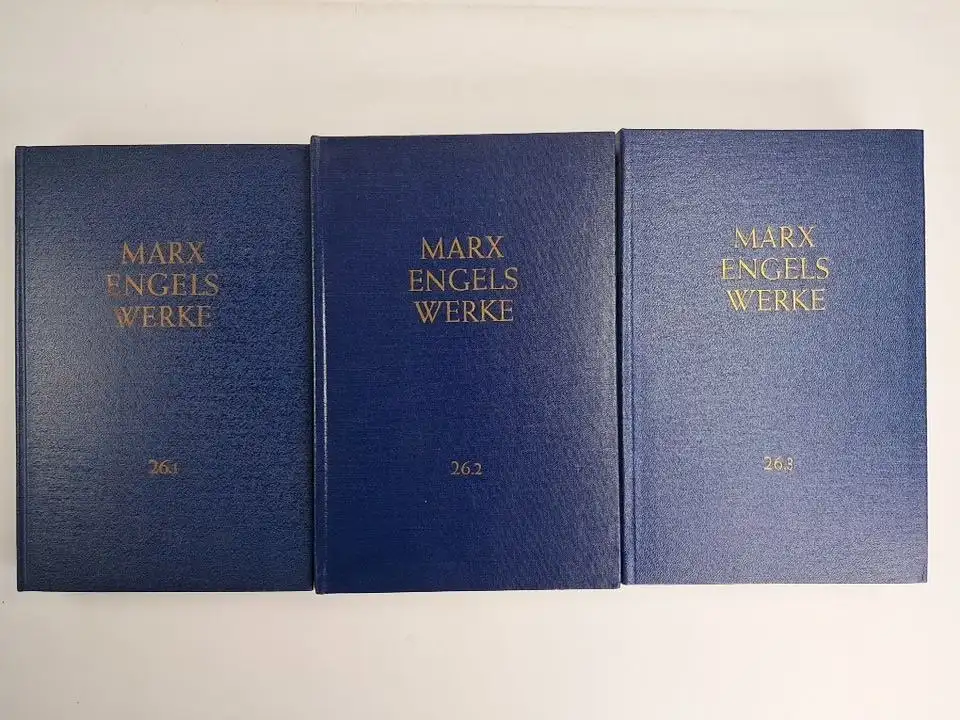 MARX
ENGELS
WERKE
26.1
MARX
ENGELS
WERKE
26.2
MARX
ENGELS
WERKE
26.3